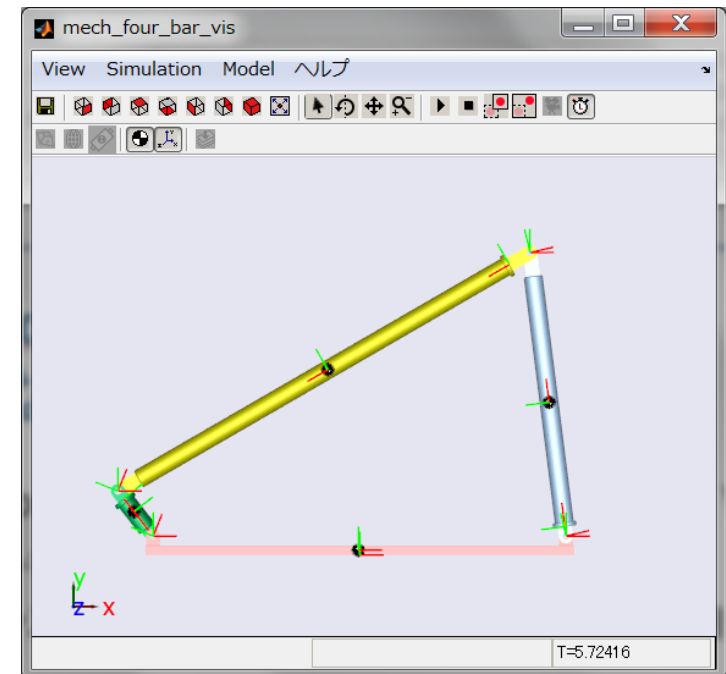 mech_four_bar_vis
View Simulation Model ヘルプ
y
z x
T=5.72416